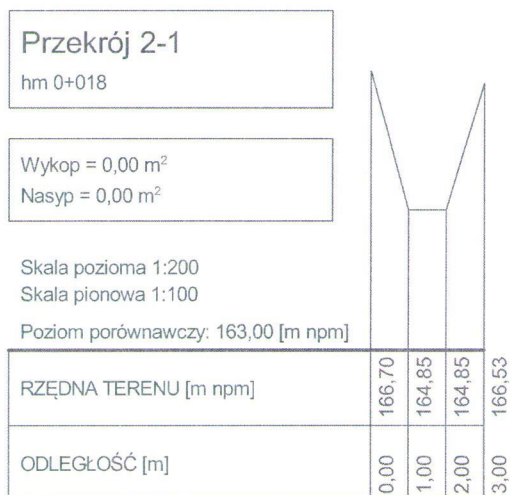 Przekrój 2-1
hm 0+018
Wykop = 0,00 m²
Nasyp = 0,00 m²
Skala pozioma 1:200
Skala pionowa 1:100
Poziom porównawczy: 163,00 [m npm]
RZĘDNA TERENU [m npm] 166,70 164,85 164,85 166,53
ODLEGŁOŚĆ [m] 0,00 1,00 2,00 3,00